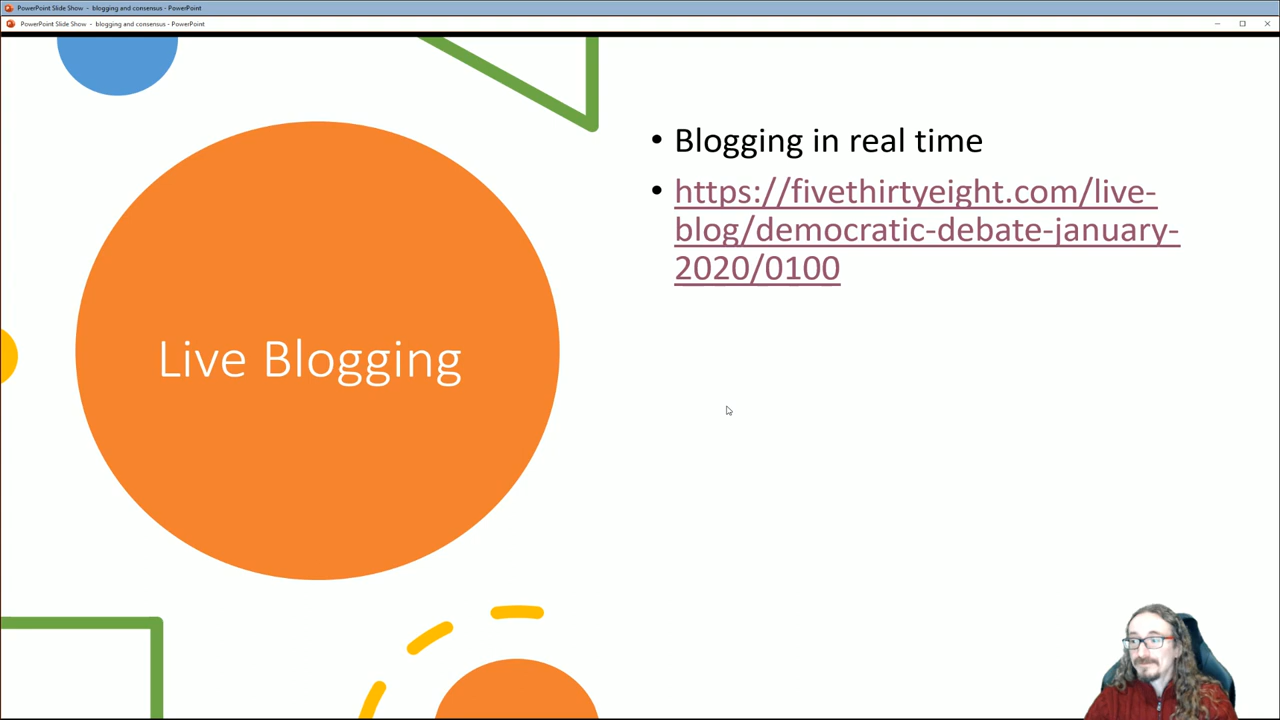 PowerPoint Slide Show - blogging and consensus - PowerPoint
PowerPoint Slide Show - blogging and consensus - PowerPoint
Live Blogging
• Blogging in real time
• https://fivethirtyeight.com/live-
blog/democratic-debate-january-
2020/0100